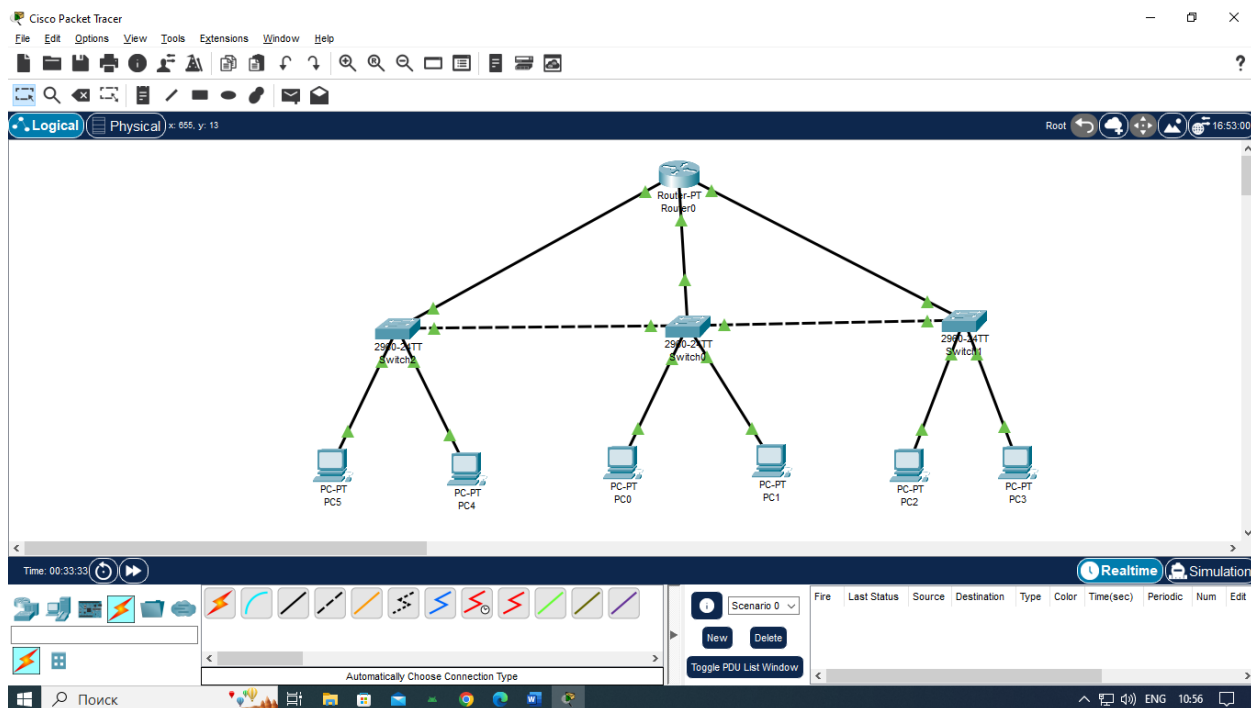 Cisco Packet Tracer
File Edit Options View Tools Extensions Window Help
?
Logical Physical x: 655, y: 13 Root 16:53:00
Router-PT
Router0
2960-24TT
Switch2
2960-24TT
Switch0
2960-24TT
Switch1
PC-PT
PC5
PC-PT
PC4
PC-PT
PC0
PC-PT
PC1
PC-PT
PC2
PC-PT
PC3
Time: 00:33:33 Realtime Simulation
Scenario 0
New Delete
Toggle PDU List Window
Fire Last Status Source Destination Type Color Time(sec) Periodic Num Edit
Automatically Choose Connection Type
Поиск ENG 10:56